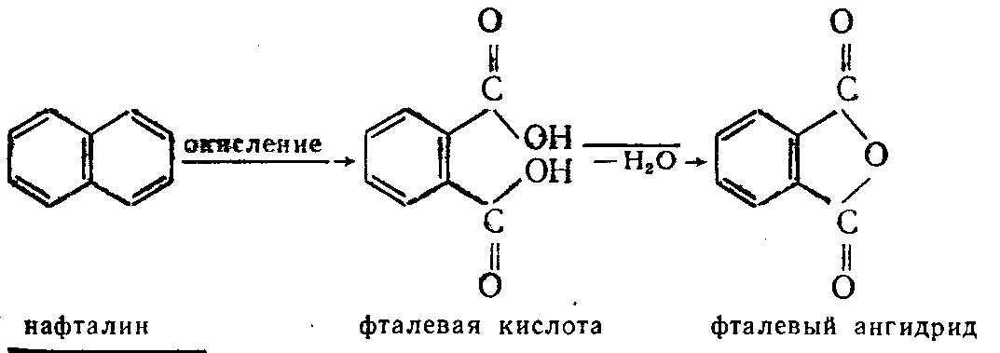 O
O
C
C
окисление
OH
O
OH
— H₂O
C
C
O
O
нафталин
фталевая кислота
фталевый ангидрид